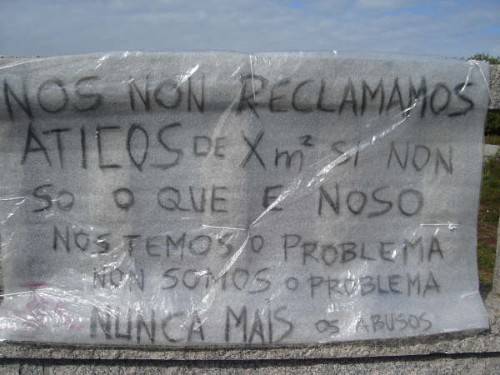 NOS NON RECLAMAMOS
ATICOS DE X m² SI NON
SO O QUE E NOSO
NOS TEMOS O PROBLEMA
NON SOMOS O PROBLEMA
NUNCA MAIS OS ABUSOS